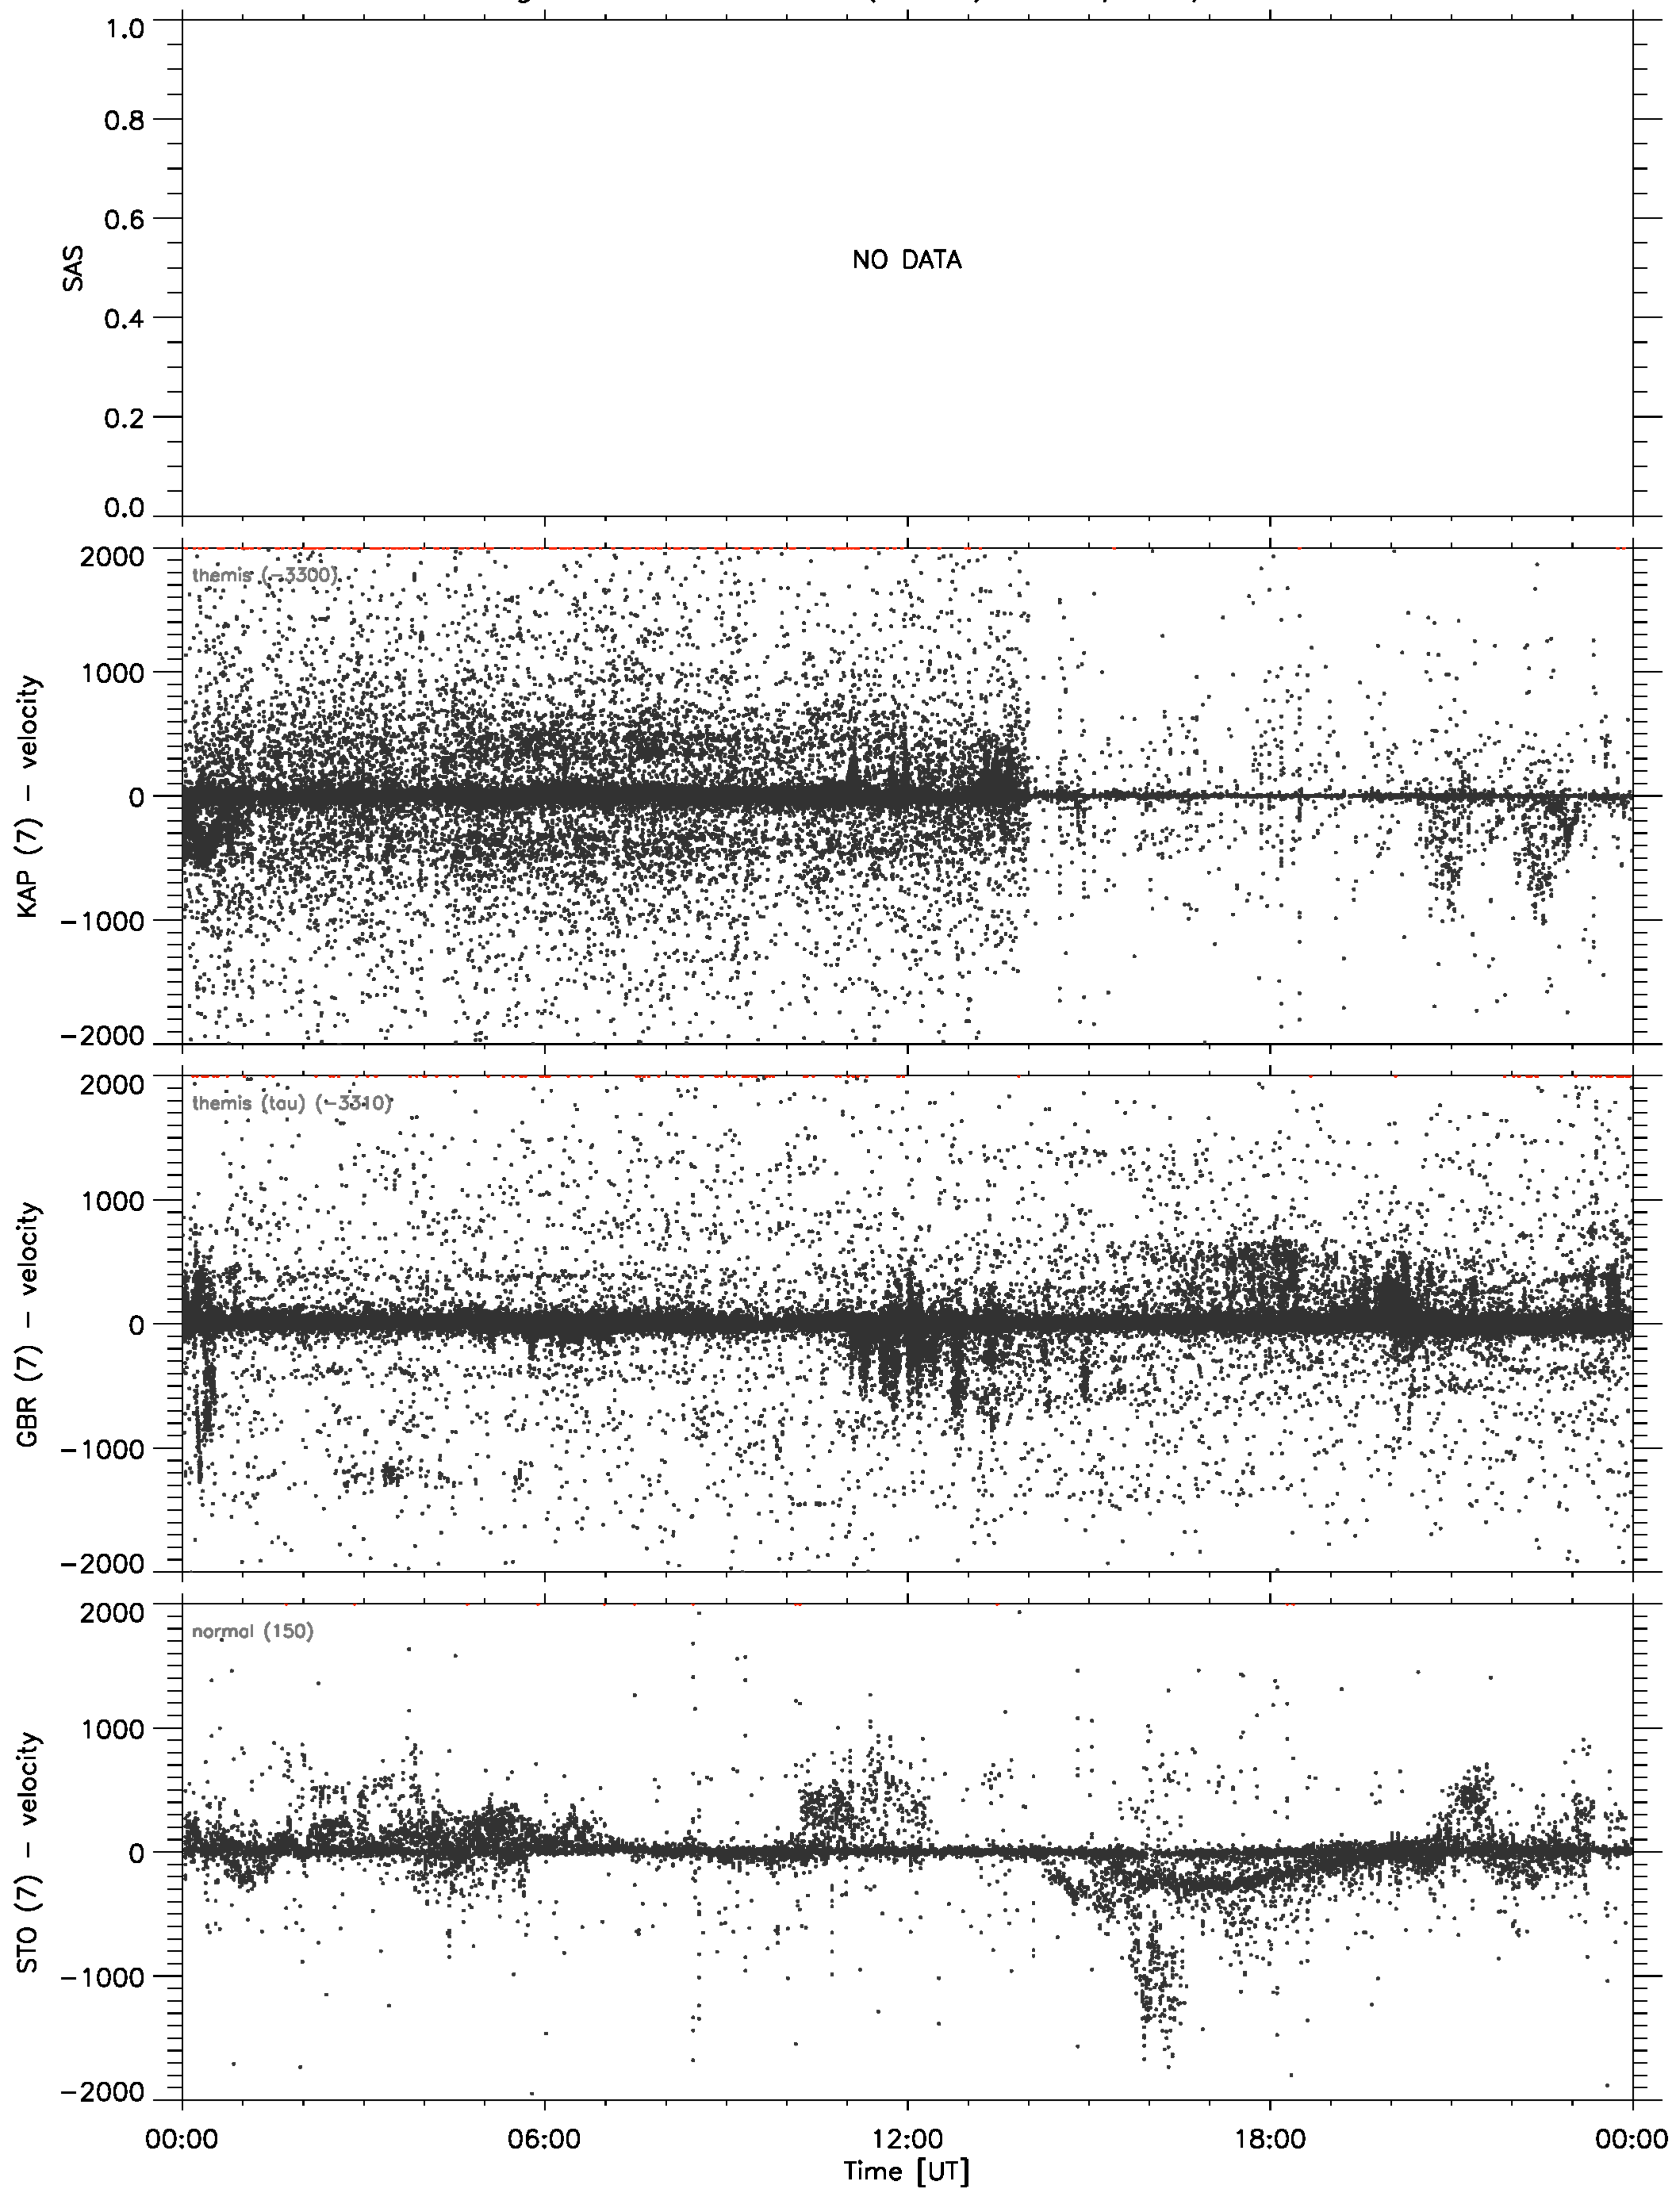 1.0
0.8
0.6
0.4
0.2
0.0
SAS
NO DATA
2000
1000
0
−1000
−2000
KAP (7) − velocity
themis (−3300)
2000
1000
0
−1000
−2000
GBR (7) − velocity
themis (tau) (−3310)
2000
1000
0
−1000
−2000
STO (7) − velocity
normal (150)
00:00 06:00 12:00 18:00 00:00
Time [UT]